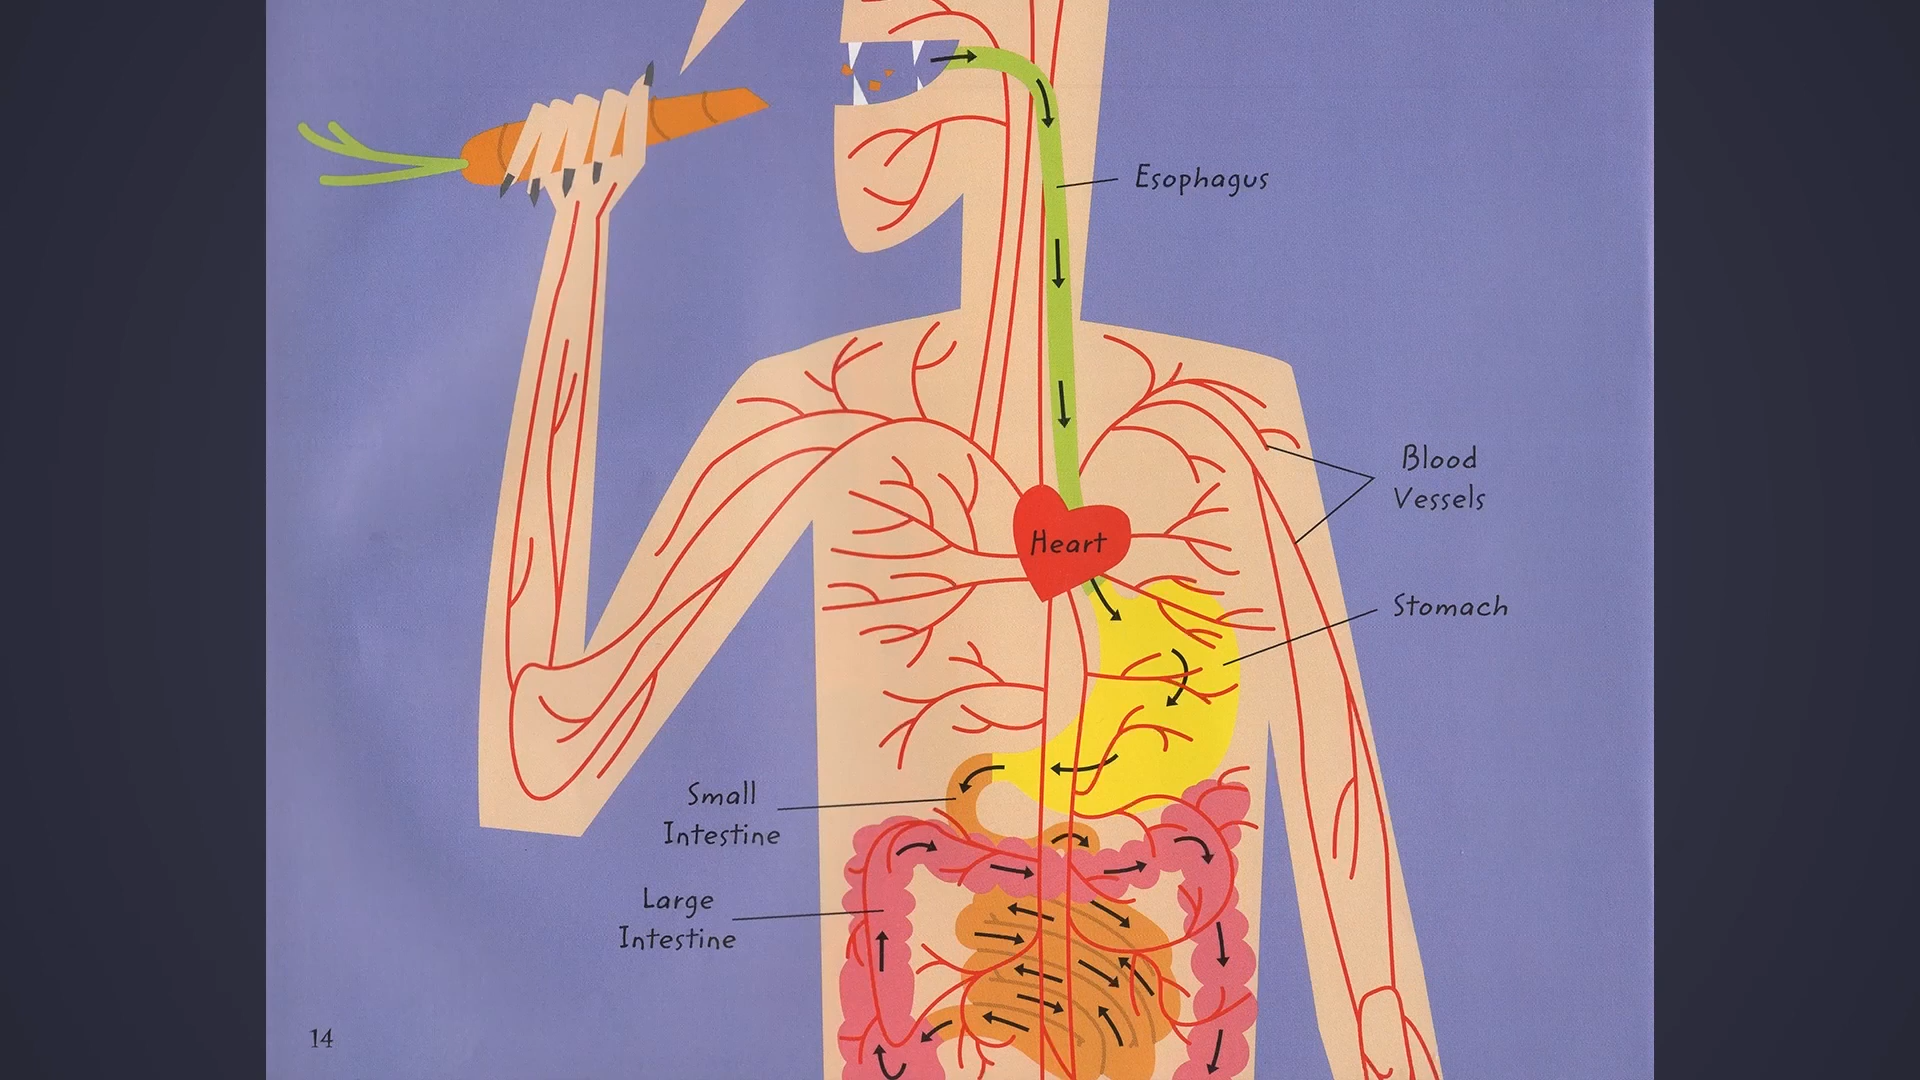 Esophagus
Blood
Vessels
Heart
Stomach
Small
Intestine
Large
Intestine
14